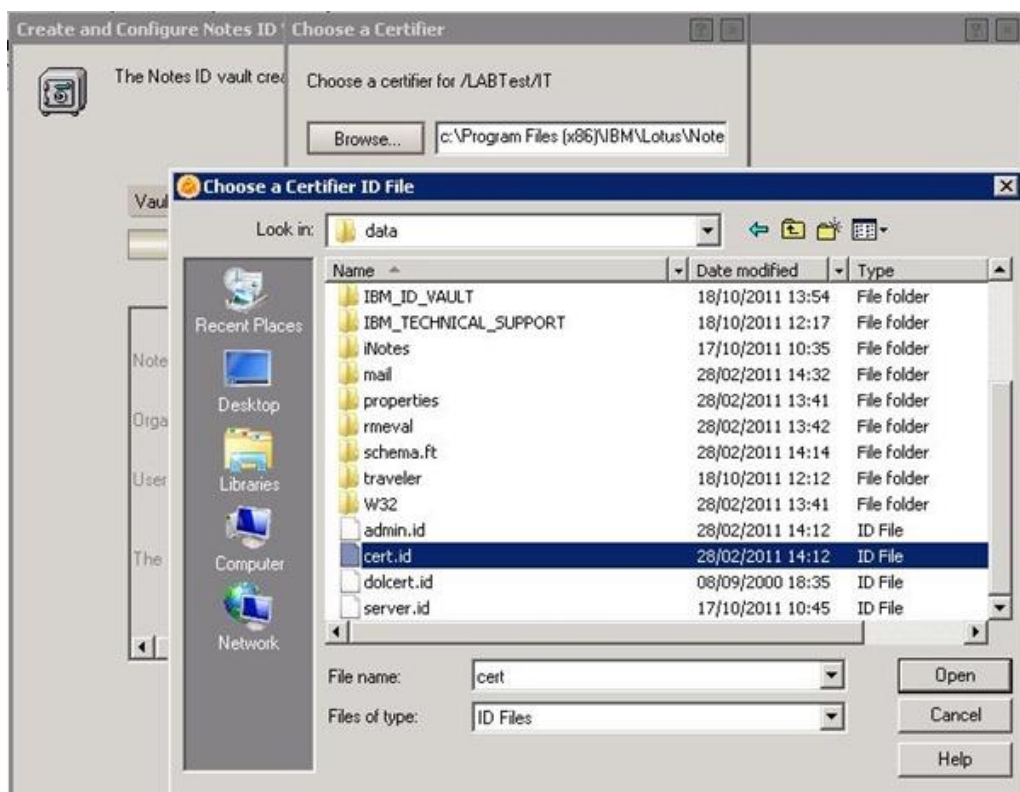 Create and Configure Notes ID
Choose a Certifier
The Notes ID vault crea
Choose a certifier for /LABTest/IT
Browse...
c:\Program Files (x86)\IBM\Lotus\Note
Choose a Certifier ID File
Vaul
Look in:
data
Name
Date modified
Type
IBM_ID_VAULT 18/10/2011 13:54 File folder
IBM_TECHNICAL_SUPPORT 18/10/2011 12:17 File folder
iNotes 17/10/2011 10:35 File folder
mail 28/02/2011 14:32 File folder
properties 28/02/2011 13:41 File folder
rmeval 28/02/2011 13:42 File folder
schema.ft 28/02/2011 14:14 File folder
traveler 18/10/2011 12:12 File folder
W32 28/02/2011 13:41 File folder
admin.id 28/02/2011 14:12 ID File
cert.id 28/02/2011 14:12 ID File
dolcert.id 08/09/2000 18:35 ID File
server.id 17/10/2011 10:45 ID File
Recent Places
Desktop
Libraries
Computer
Network
Note
Orga
User
The
File name:
cert
Open
Files of type:
ID Files
Cancel
Help